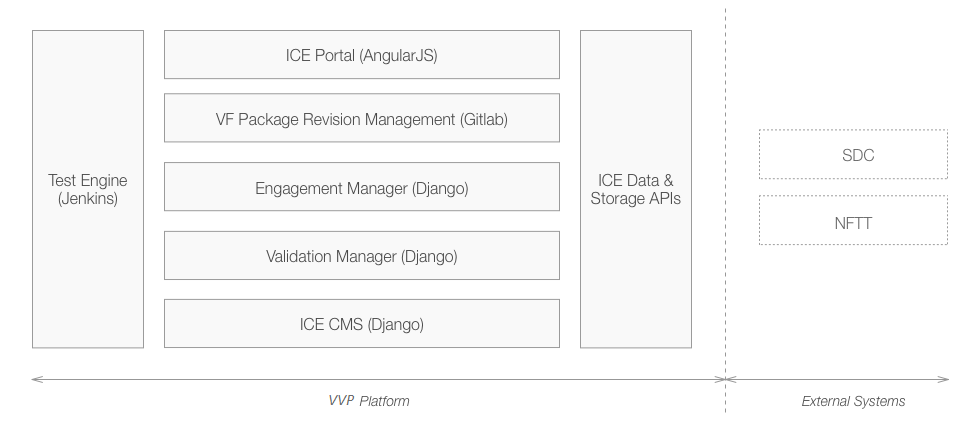 ICE Portal (AngularJS)
VF Package Revision Management (Gitlab)
Test Engine
(Jenkins)
Engagement Manager (Django)
Validation Manager (Django)
ICE CMS (Django)
ICE Data &
Storage APIs
SDC
NFTT
VVP Platform
External Systems